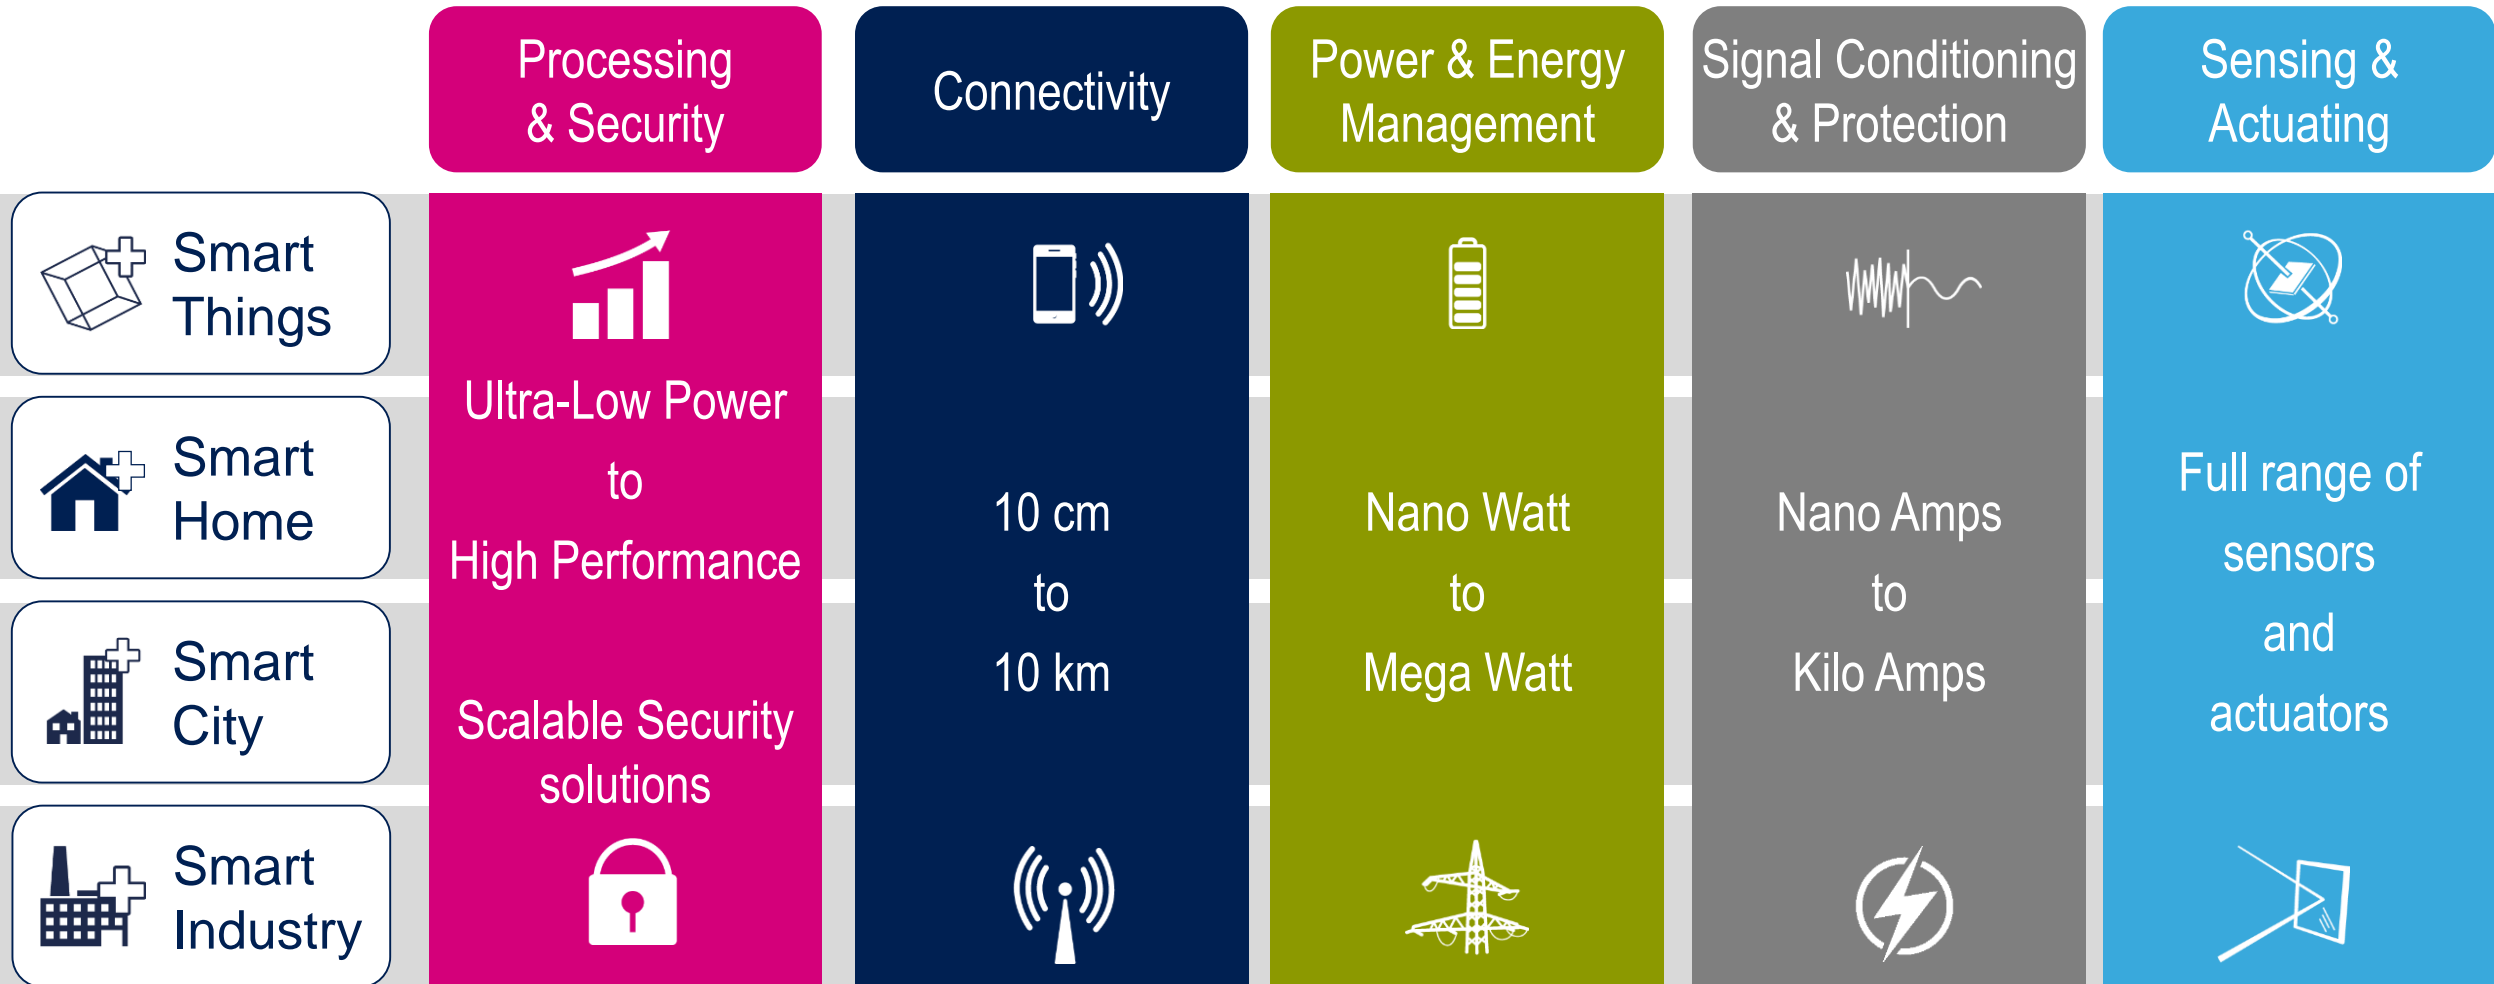 Processing
& Security
Connectivity
Power & Energy
Management
Signal Conditioning
& Protection
Sensing &
Actuating
Smart
Things
Smart
Home
Smart
City
Smart
Industry
Ultra-Low Power
to
High Performance
Scalable Security
solutions
10 cm
to
10 km
Nano Watt
to
Mega Watt
Nano Amps
to
Kilo Amps
Full range of
sensors
and
actuators